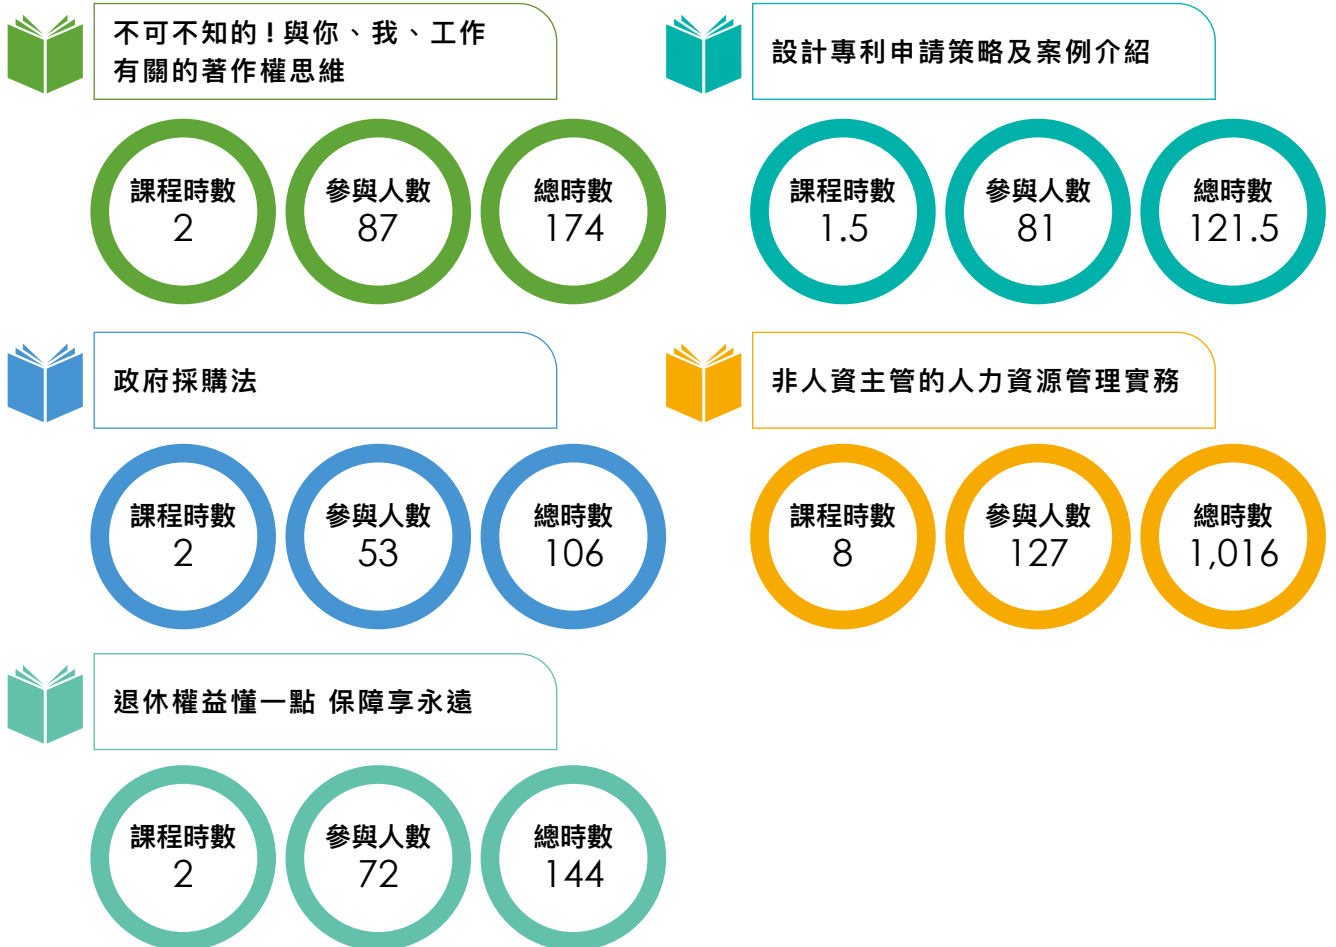 不可不知的!與你、我、工作
有關的著作權思維
課程時數
2
參與人數
87
總時數
174
設計專利申請策略及案例介紹
課程時數
1.5
參與人數
81
總時數
121.5
政府採購法
課程時數
2
參與人數
53
總時數
106
非人資主管的人力資源管理實務
課程時數
8
參與人數
127
總時數
1,016
退休權益懂一點 保障享永遠
課程時數
2
參與人數
72
總時數
144